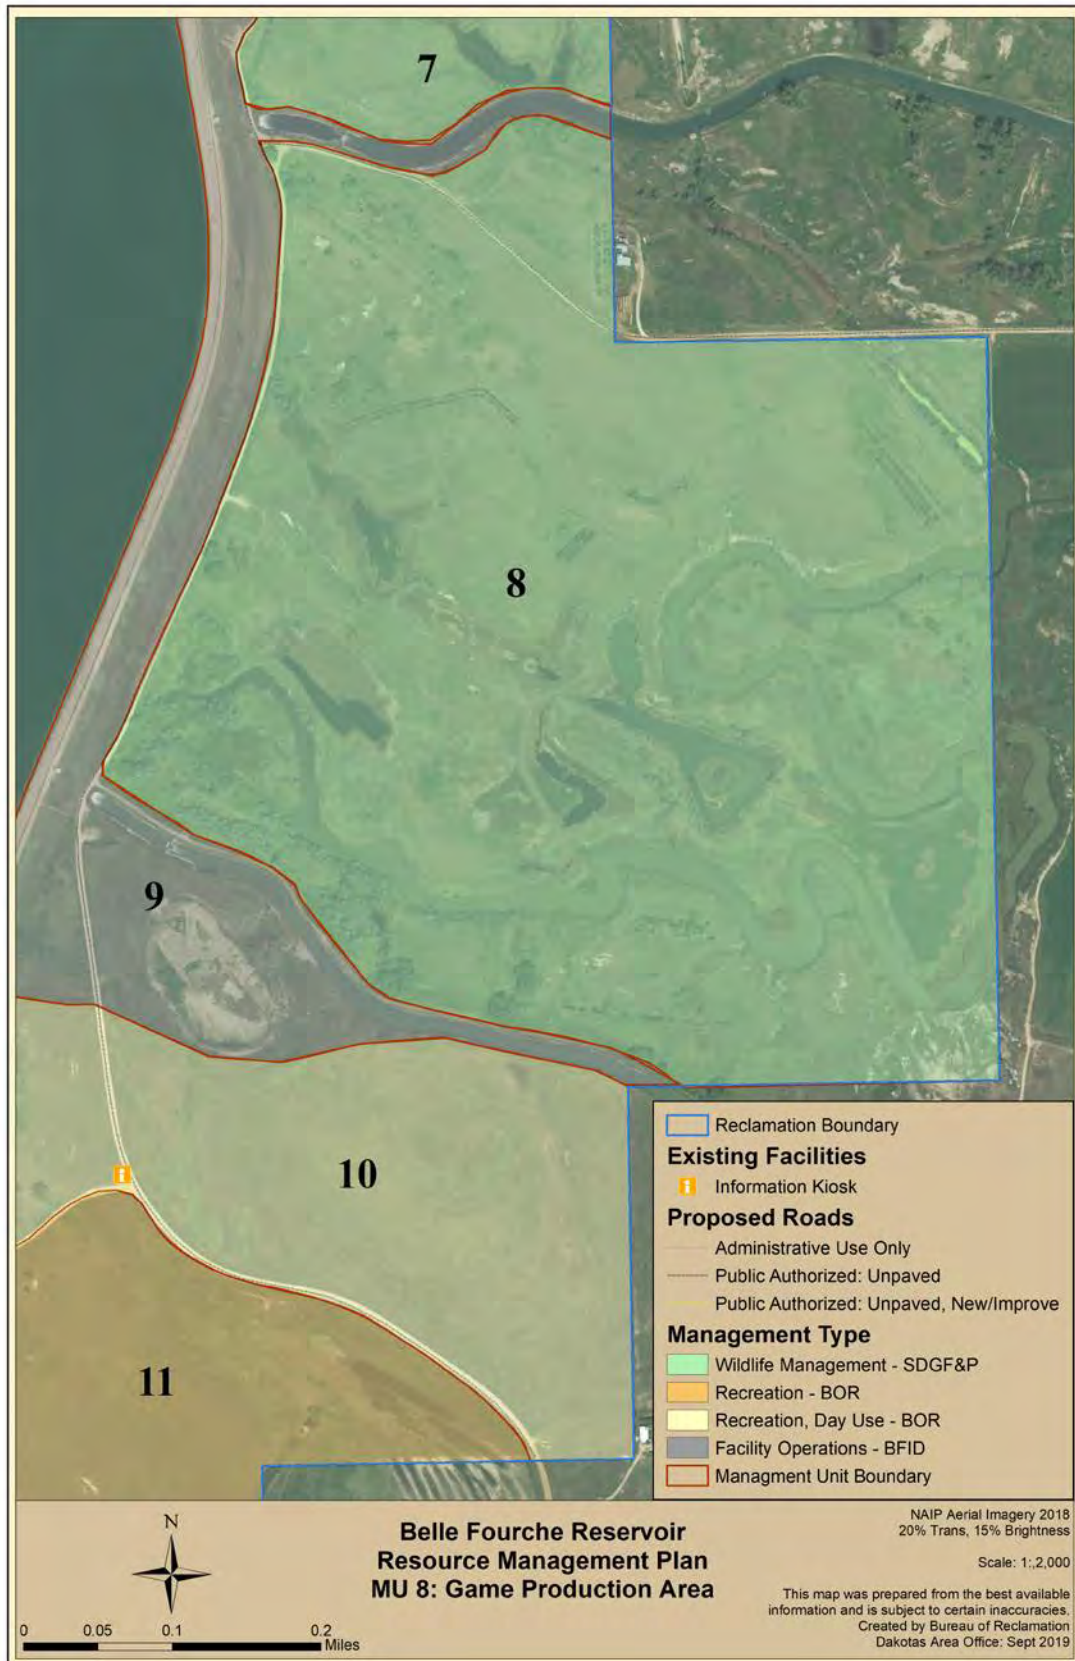 7
8
9
10
11
Reclamation Boundary
Existing Facilities
i
Information Kiosk
Proposed Roads
Administrative Use Only
Public Authorized: Unpaved
Public Authorized: Unpaved, New/Improve
Management Type
Wildlife Management - SDGF&P
Recreation - BOR
Recreation, Day Use - BOR
Facility Operations - BFID
Managment Unit Boundary
N
0 0.05 0.1 0.2
Miles
Belle Fourche Reservoir
Resource Management Plan
MU 8: Game Production Area
NAIP Aerial Imagery 2018
20% Trans, 15% Brightness
Scale: 1:,2,000
This map was prepared from the best available
information and is subject to certain inaccuracies.
Created by Bureau of Reclamation
Dakotas Area Office: Sept 2019